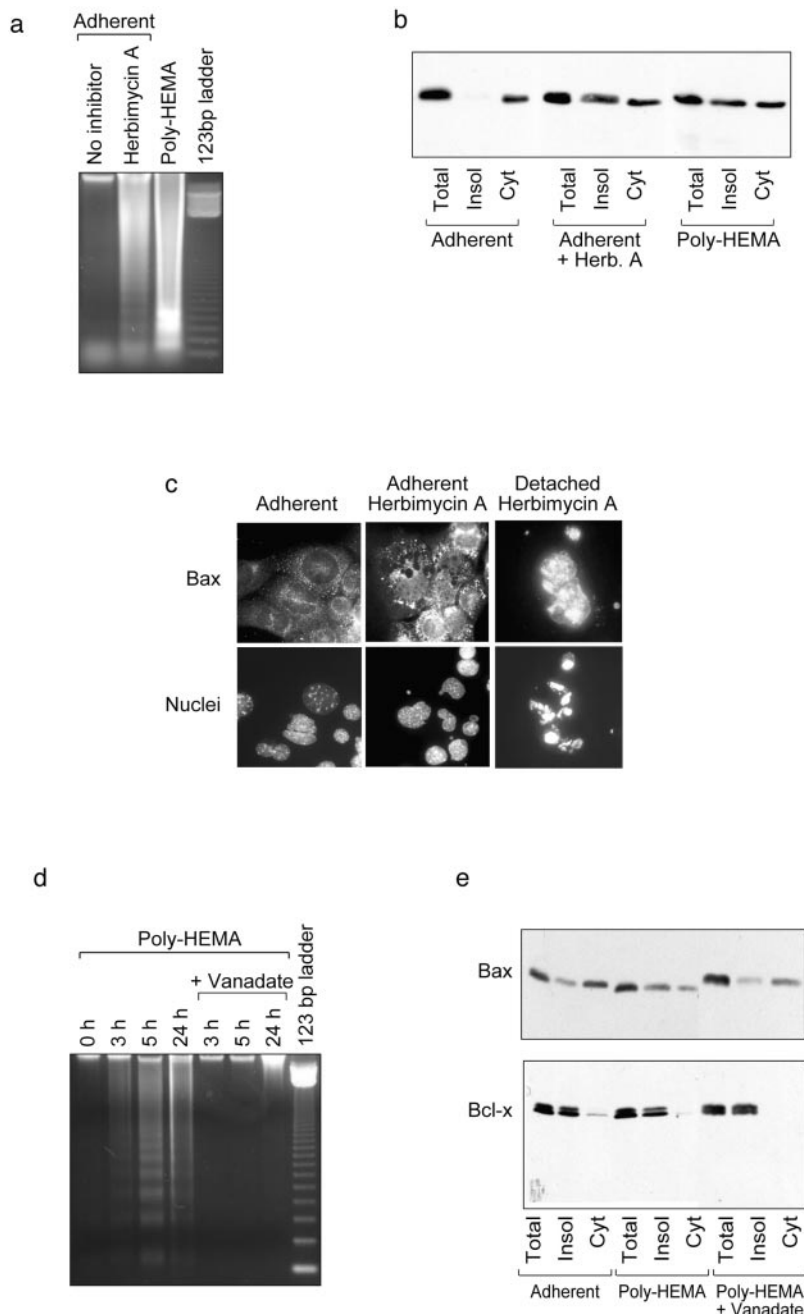 a
Adherent
No inhibitor
Herbimycin A
Poly-HEMA
123bp ladder
b
Total
Insol
Cyt
Total
Insol
Cyt
Total
Insol
Cyt
Adherent
Adherent
+ Herb. A
Poly-HEMA
c
Adherent
Adherent
Herbimycin A
Detached
Herbimycin A
Bax
Nuclei
d
Poly-HEMA
+ Vanadate
0 h
3 h
5 h
24 h
3 h
5 h
24 h
123 bp ladder
e
Bax
Bcl-x
Total
Insol
Cyt
Total
Insol
Cyt
Total
Insol
Cyt
Adherent
Poly-HEMA
Poly-HEMA
+ Vanadate